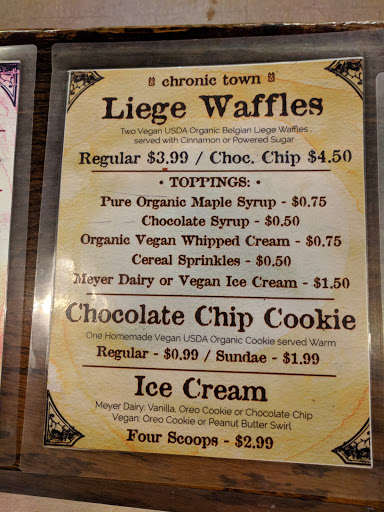 chronic town
Liege Waffles
Two Vegan USDA Organic Belgian Liege Waffles ,
served with Cinnamon or Powered Sugar
Regular $3.99 / Choc. Chip $4.50
• TOPPINGS: •
Pure Organic Maple Syrup - $0.75
Chocolate Syrup - $0.50
Organic Vegan Whipped Cream - $0.75
Cereal Sprinkles - $0.50
Meyer Dairy or Vegan Ice Cream - $1.50
Chocolate Chip Cookie
One Homemade Vegan USDA Organic Cookie served Warm
Regular - $0.99 / Sundae - $1.99
Ice Cream
Meyer Dairy: Vanilla, Oreo Cookie or Chocolate Chip
Vegan: Oreo Cookie or Peanut Butter Swirl
Four Scoops - $2.99